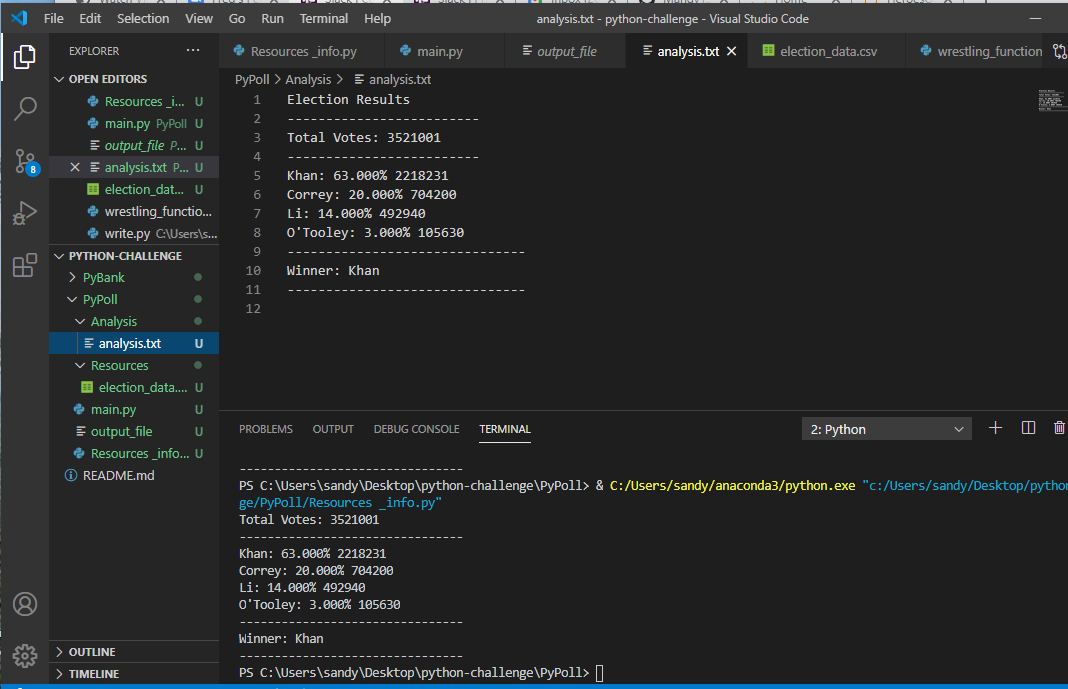 File Edit Selection View Go Run Terminal Help analysis.txt - python-challenge - Visual Studio Code
EXPLORER ...
Resources _info.py main.py output_file analysis.txt election_data.csv wrestling_function
PyPoll > Analysis > analysis.txt
OPEN EDITORS
Resources _i... U
main.py PyPoll U
output_file P... U
analysis.txt P... U
election_dat... U
wrestling_functio...
write.py C:\Users\s...
PYTHON-CHALLENGE
PyBank
PyPoll
Analysis
analysis.txt U
Resources
election_data.... U
main.py U
output_file U
Resources _info... U
README.md
OUTLINE
TIMELINE
8
1 Election Results
2 -------------------------
3 Total Votes: 3521001
4 -------------------------
5 Khan: 63.000% 2218231
6 Correy: 20.000% 704200
7 Li: 14.000% 492940
8 O'Tooley: 3.000% 105630
9 -------------------------------
10 Winner: Khan
11 -------------------------------
12
PROBLEMS OUTPUT DEBUG CONSOLE TERMINAL 2: Python
-------------------------------
PS C:\Users\sandy\Desktop\python-challenge\PyPoll> & C:/Users/sandy/anaconda3/python.exe "c:/Users/sandy/Desktop/python
ge/PyPoll/Resources _info.py"
Total Votes: 3521001
-------------------------------
Khan: 63.000% 2218231
Correy: 20.000% 704200
Li: 14.000% 492940
O'Tooley: 3.000% 105630
-------------------------------
Winner: Khan
-------------------------------
PS C:\Users\sandy\Desktop\python-challenge\PyPoll>